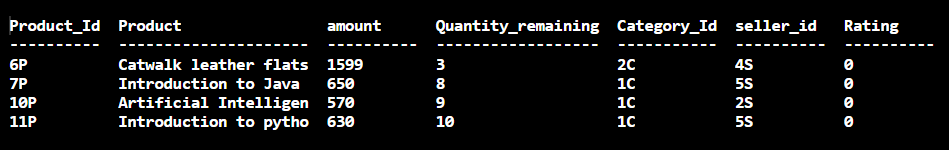 Product_Id  Product               amount      Quantity_remaining  Category_Id  seller_id   Rating
----------  --------------------  ----------  ------------------  -----------  ----------  ----------
6P          Catwalk leather flats  1599        3                   2C           4S          0
7P          Introduction to Java  650         8                   1C           5S          0
10P         Artificial Intelligen  570         9                   1C           2S          0
11P         Introduction to pytho  630         10                  1C           5S          0